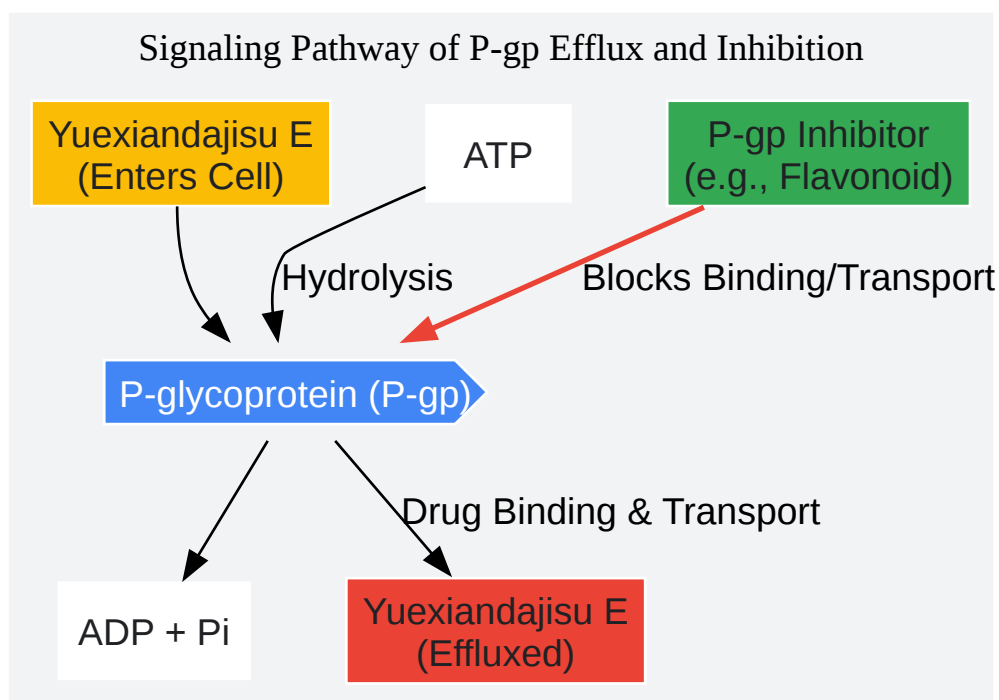 Signaling Pathway of P-gp Efflux and Inhibition
Yuexiandajisu E
(Enters Cell)
ATP
P-gp Inhibitor
(e.g., Flavonoid)
Hydrolysis
Blocks Binding/Transport
P-glycoprotein (P-gp)
Drug Binding & Transport
ADP + Pi
Yuexiandajisu E
(Effluxed)